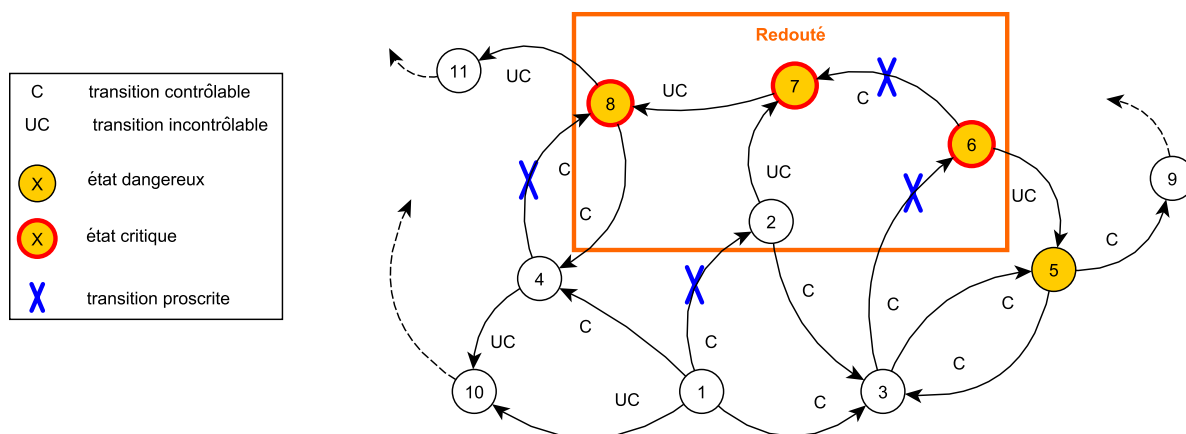 Redouté
11
UC
C transition contrôlable
UC transition incontrôlable
X état dangereux
X état critique
transition proscrite
8
UC
7
C
6
9
C
UC
UC
C
2
C
5
4
C
C
C
UC
C
C
C
10
UC
1
C
3